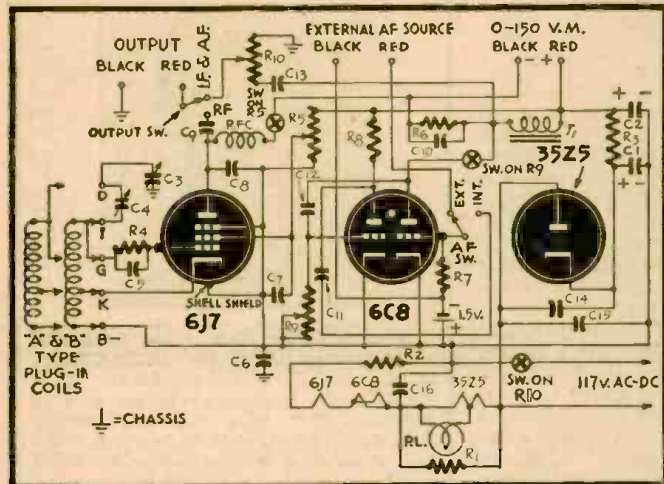 OUTPUT
BLACK RED
I.F. & A.F.
RF
OUTPUT SW.
EXTERNAL AF SOURCE
BLACK RED
0-150 V.M.
BLACK - + RED
R10
C13
SW ON R5
RFC
C9
R5
R8
R6
C10
T1
SW. ON R9
35Z5
+ -
C2
R3
C1
+ -
D
C3
C4
I
R4
G
C5
K
B-
C8
C12
C7
SHELL SHIELD
6J7
6C8
EXT.
INT.
AF SW.
R7
- 1.5V. +
C11
R9
C6
C14
C15
"A" & "B"
TYPE
PLUG-IN
COILS
⏚ =CHASSIS
R2
6J7 6C8 35Z5
C16
P.L.
R1
SW. ON
R10
117V. AC-DC